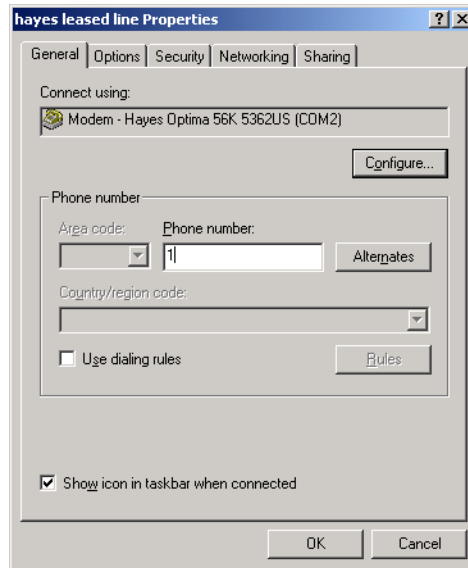 hayes leased line Properties
General Options Security Networking Sharing
Connect using:
Modem - Hayes Optima 56K 5362US (COM2)
Configure...
Phone number
Area code: Phone number:
1 Alternates
Country/region code:
Use dialing rules Rules
Show icon in taskbar when connected
OK Cancel